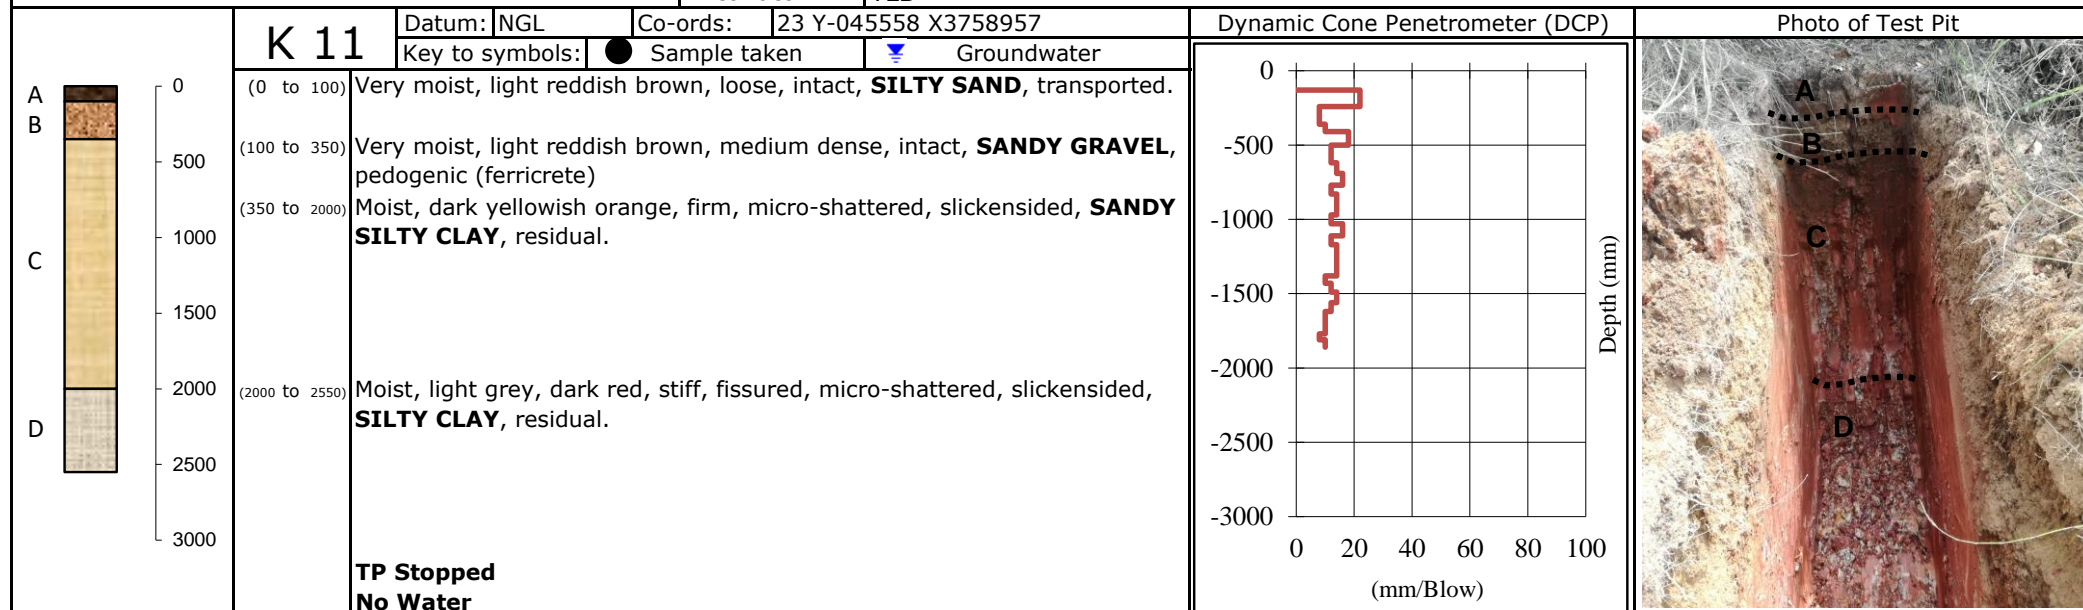 K 11
Datum: NGL Co-ords: 23 Y-045558 X3758957
Key to symbols: Sample taken Groundwater
Dynamic Cone Penetrometer (DCP)
Photo of Test Pit
A
B
C
D
0
500
1000
1500
2000
2500
3000
(0 to 100) Very moist, light reddish brown, loose, intact, SILTY SAND, transported.
(100 to 350) Very moist, light reddish brown, medium dense, intact, SANDY GRAVEL,
pedogenic (ferricrete)
(350 to 2000) Moist, dark yellowish orange, firm, micro-shattered, slickensided, SANDY
SILTY CLAY, residual.
(2000 to 2550) Moist, light grey, dark red, stiff, fissured, micro-shattered, slickensided,
SILTY CLAY, residual.
TP Stopped
No Water
0
-500
-1000
-1500
-2000
-2500
-3000
0 20 40 60 80 100
(mm/Blow)
Depth (mm)
A
B
C
D